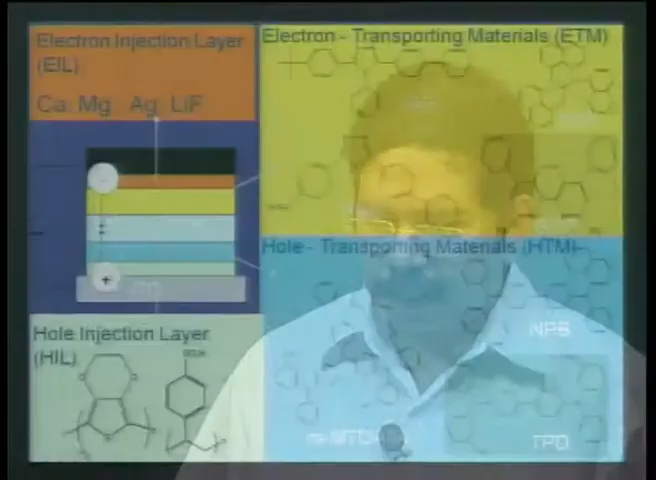 Electron Injection Layer
(EIL)
Ca Mg Ag LiF
Electron - Transporting Materials (ETM)
Hole - Transporting Materials (HTM)
NPB
TPD
Hole Injection Layer
(HIL)